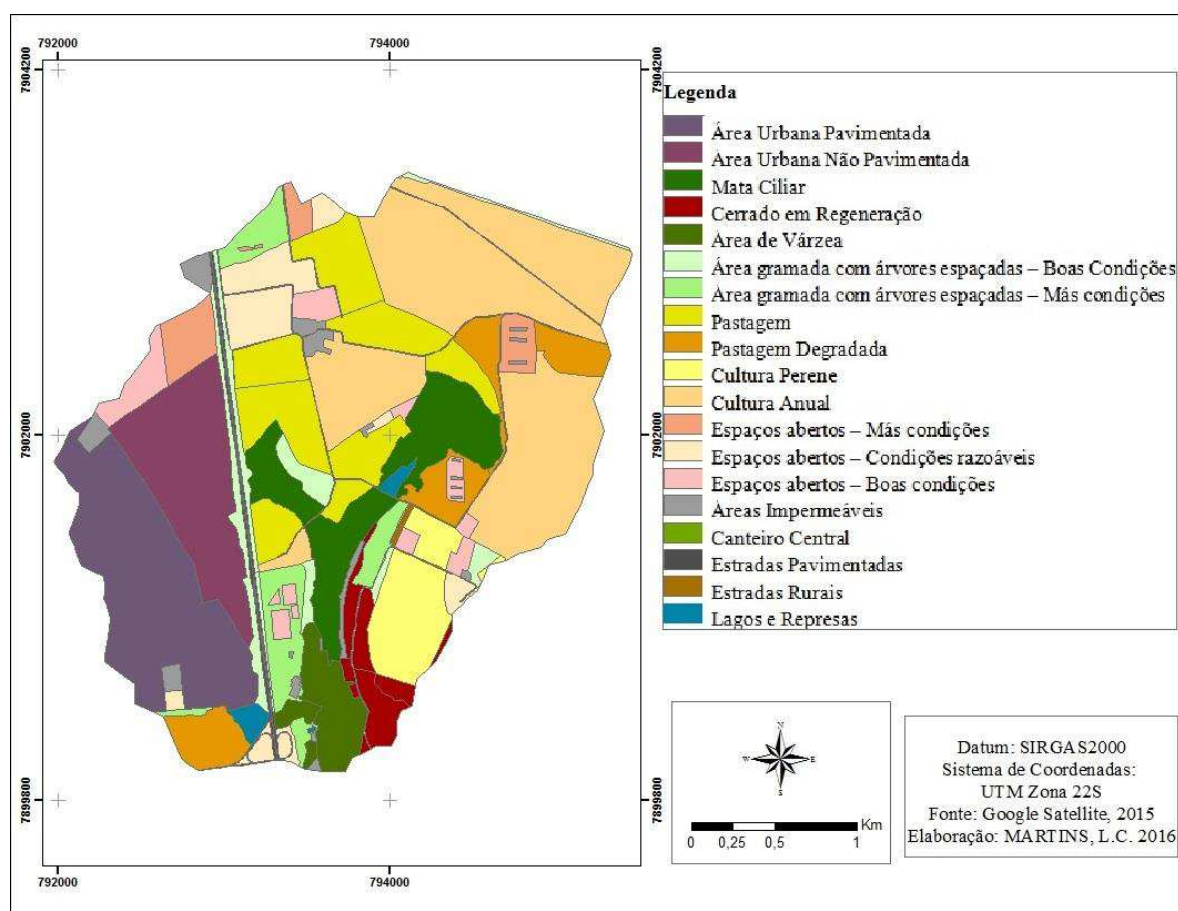 792000
794000
7904200
7904200
Legenda
Área Urbana Pavimentada
Área Urbana Não Pavimentada
Mata Ciliar
Cerrado em Regeneração
Área de Várzea
Área gramada com árvores espaçadas – Boas Condições
Área gramada com árvores espaçadas – Más condições
Pastagem
Pastagem Degradada
Cultura Perene
Cultura Anual
Espaços abertos – Más condições
Espaços abertos – Condições razoáveis
Espaços abertos – Boas condições
Áreas Impermeáveis
Canteiro Central
Estradas Pavimentadas
Estradas Rurais
Lagos e Represas
7902000
7902000
7899800
7899800
N
W
E
S
Km
0
0,25
0,5
1
Datum: SIRGAS2000
Sistema de Coordenadas:
UTM Zona 22S
Fonte: Google Satellite, 2015
Elaboração: MARTINS, L.C. 2016
792000
794000